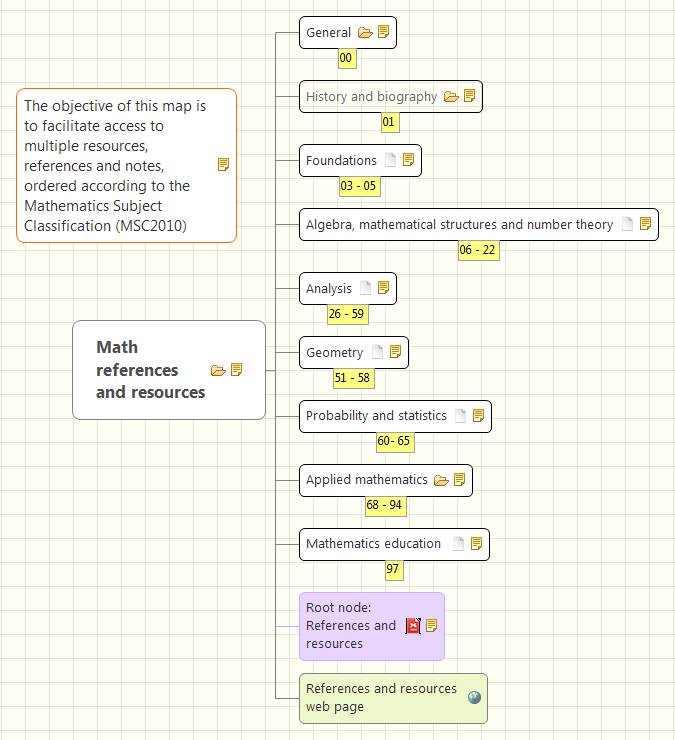 General
00
History and biography
01
The objective of this map is
to facilitate access to
multiple resources,
references and notes,
ordered according to the
Mathematics Subject
Classification (MSC2010)
Foundations
03 - 05
Algebra, mathematical structures and number theory
06 - 22
Analysis
26 - 59
Math
references
and resources
Geometry
51 - 58
Probability and statistics
60- 65
Applied mathematics
68 - 94
Mathematics education
97
Root node:
References and
resources
References and resources
web page